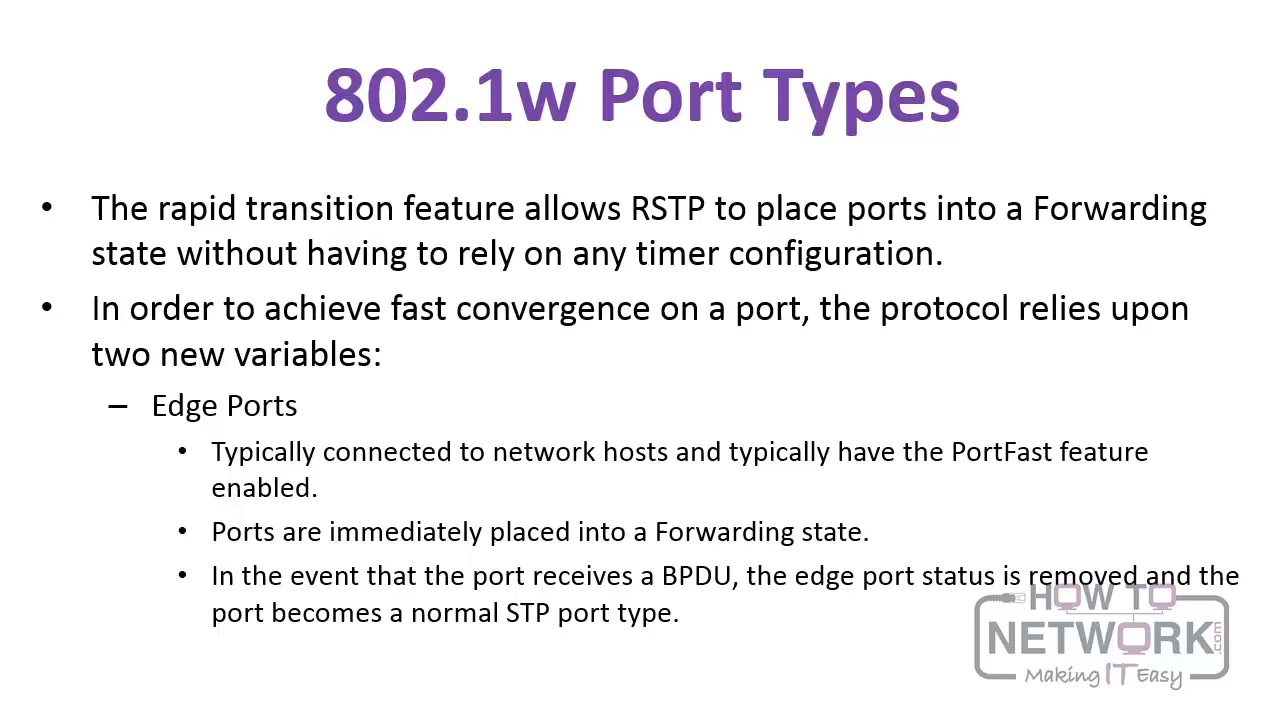 802.1w Port Types
• The rapid transition feature allows RSTP to place ports into a Forwarding
state without having to rely on any timer configuration.
• In order to achieve fast convergence on a port, the protocol relies upon
two new variables:
– Edge Ports
• Typically connected to network hosts and typically have the PortFast feature
enabled.
• Ports are immediately placed into a Forwarding state.
• In the event that the port receives a BPDU, the edge port status is removed and the
port becomes a normal STP port type.
HOW TO
NETWORK.com
Making IT Easy